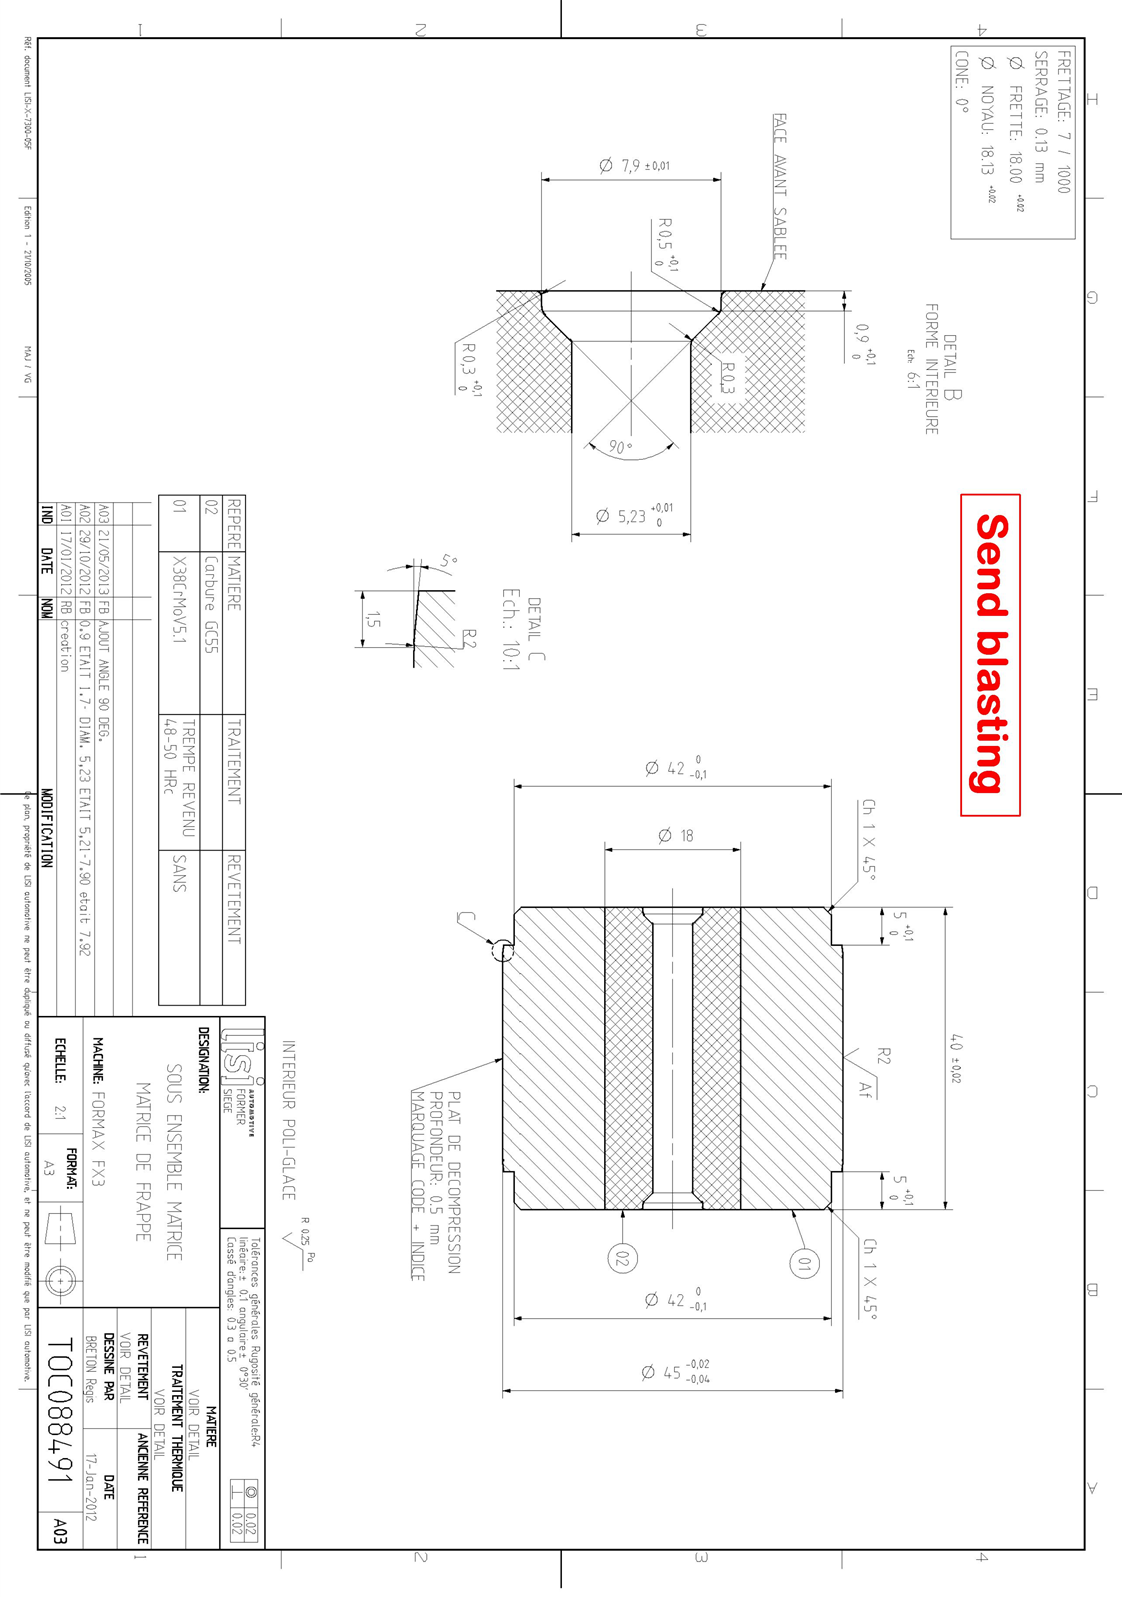 FRETTAGE: 7 / 1000
SERRAGE: 0.13 mm
Ø FRETTE: 18.00 +0.02
Ø NOYAU: 18.13 +0.02
CONE: 0°
Send blasting
DETAIL B
FORME INTERIEURE
Ech: 6:1
FACE AVANT SABLEE
0,9 +0,1 0
Ø 7,9 ±0,01
R0,5 +0,1 0
R0,3 +0,1 0
R0,3
90°
Ø 5,23 +0,01 0
DETAIL C
Ech.: 10:1
5°
1,5
R2
Ø 42 0 -0,1
Ø 18
Ch 1 X 45°
5 +0,1 0
40 ±0,02
R2
Af
C
5 +0,1 0
Ch 1 X 45°
01
02
Ø 42 0 -0,1
Ø 45 -0,02 -0,04
PLAT DE DECOMPRESSION
PROFONDEUR: 0.5 mm
MARQUAGE CODE + INDICE
INTERIEUR POLI-GLACE
R 0.25 Po
REPERE MATIERE TRAITEMENT REVETEMENT
02 Carbure GC55
01 X38CrMoV5.1 TREMPE REVENU 48-50 HRc SANS
A03 21/05/2013 FB AJOUT ANGLE 90 DEG.
A02 29/10/2012 FB 0.9 ETAIT 1.7- DIAM. 5.23 ETAIT 5.21-7.90 etait 7.92
A01 17/01/2012 RB creation
IND DATE NOM MODIFICATION
Lisi AUTOMOTIVE
FORMER
SIEGE
Tolérances générales Rugosité générale:R4
linéaire:± 0.1 angulaire:± 0°30'
Cassé d'angles: 0.3 a 0.5
0.02
⊥ 0.02
DESIGNATION:
SOUS ENSEMBLE MATRICE
MATRICE DE FRAPPE
MACHINE: FORMAX FX3
ECHELLE: 2:1
FORMAT: A3
MATIERE
VOIR DETAIL
TRAITEMENT THERMIQUE
VOIR DETAIL
REVETEMENT
VOIR DETAIL
ANCIENNE REFERENCE
DESSINE PAR
BRETON Regis
DATE
17-Jan-2012
TOC088491
A03
Réf. document LISI-X-7300-05F Edition 1 - 21/10/2005 MAJ / VG
Ce plan, propriété de LISI automotive ne peut être dupliqué ou diffusé qu'avec l'accord de LISI automotive, et ne peut être modifié que par LISI automotive.
H
G
F
E
D
C
B
A
1
2
3
4
1
2
3
4